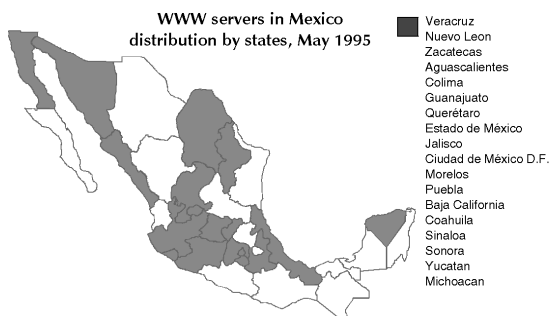 WWW servers in Mexico
distribution by states, May 1995
Veracruz
Nuevo Leon
Zacatecas
Aguascalientes
Colima
Guanajuato
Querétaro
Estado de México
Jalisco
Ciudad de México D.F.
Morelos
Puebla
Baja California
Coahuila
Sinaloa
Sonora
Yucatan
Michoacan